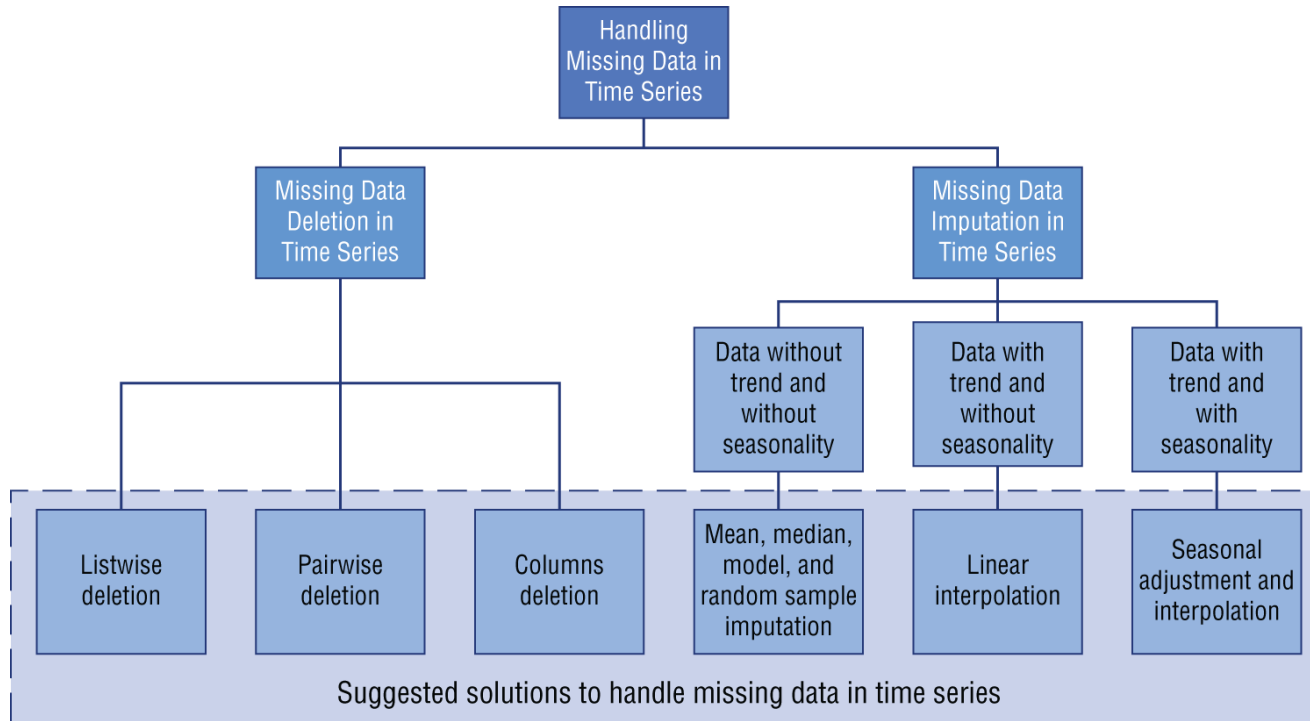 Handling
Missing Data in
Time Series
Missing Data
Deletion in
Time Series
Missing Data
Imputation in
Time Series
Data without
trend and
without
seasonality
Data with
trend and
without
seasonality
Data with
trend and
with
seasonality
Listwise
deletion
Pairwise
deletion
Columns
deletion
Mean, median,
model, and
random sample
imputation
Linear
interpolation
Seasonal
adjustment and
interpolation
Suggested solutions to handle missing data in time series